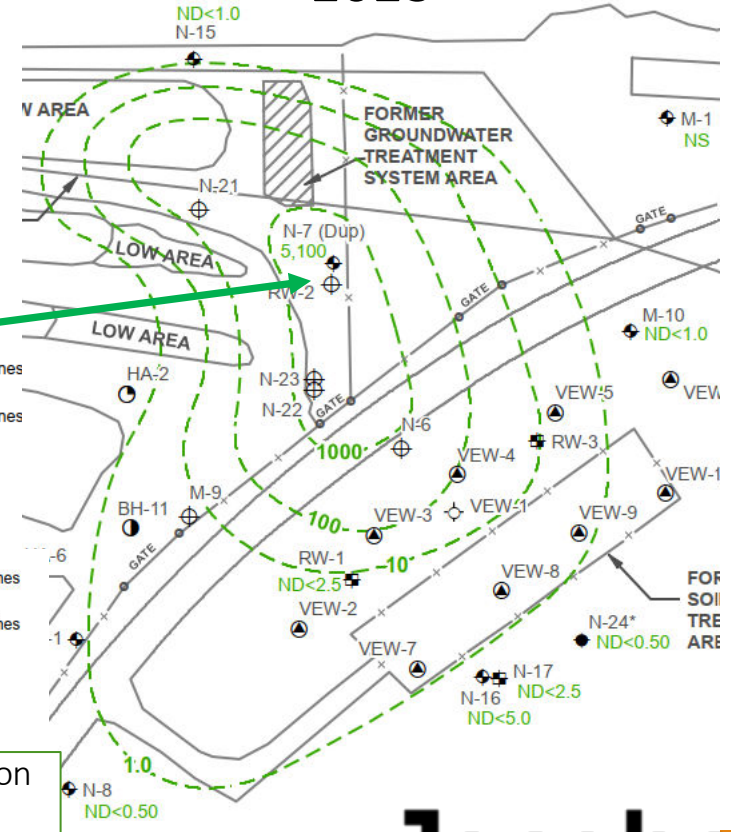 ND<1.0
N-15
W AREA
FORMER
GROUNDWATER
TREATMENT
SYSTEM AREA
M-1
NS
N-21
GATE
N-7 (Dup)
5,100
LOW AREA
RW-2
GATE
LOW AREA
M-10
ND<1.0
HA-2
N-23
VEW-5
VEW
N-22
GATE
N-6
1000
RW-3
VEW-4
VEW-1
M-9
BH-11
100
VEW-3
VEW-1
VEW-9
GATE
-6
RW-1
10
ND<2.5
VEW-8
FOR
SOI
TRE
ARE
VEW-2
N-24*
ND<0.50
-1
VEW-7
N-17
ND<2.5
N-16
ND<5.0
1.0
on
N-8
ND<0.50